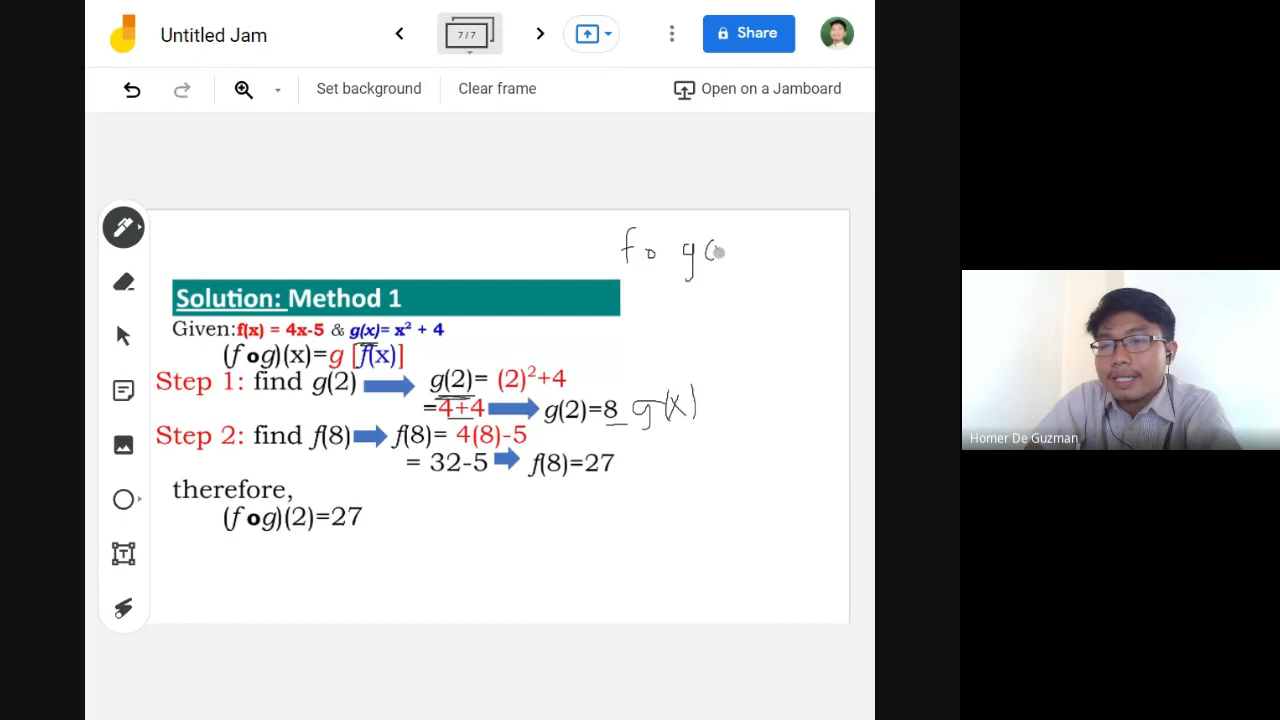 Untitled Jam
7 / 7
Share
Set background
Clear frame
Open on a Jamboard
f o g(
Solution: Method 1
Given:f(x) = 4x-5 & g(x)= x² + 4
(f o g)(x)=g [f(x)]
Step 1: find g(2) g(2)= (2)²+4
=4+4 g(2)=8 g(x)
Step 2: find f(8) f(8)= 4(8)-5
= 32-5 f(8)=27
therefore,
(f o g)(2)=27
Homer De Guzman